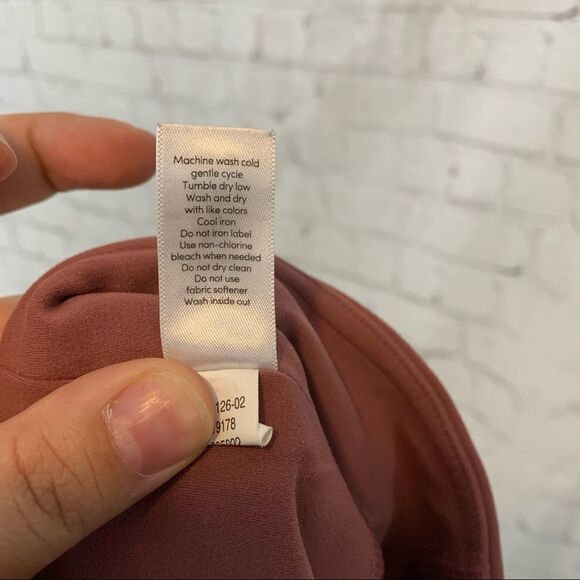 Machine wash cold
gentle cycle
Tumble dry low
Wash and dry
with like colors
Cool iron
Do not iron label
Use non-chlorine
bleach when needed
Do not dry clean
Do not use
fabric softener
Wash inside out
126-02
9178